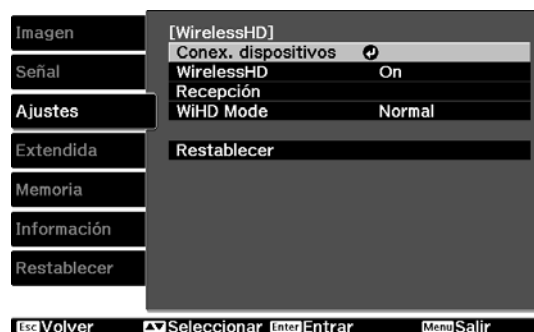 Imagen
Señal
Ajustes
Extendida
Memoria
Información
Restablecer
[WirelessHD]
Conex. dispositivos
WirelessHD On
Recepción
WiHD Mode Normal
Restablecer
Esc Volver Seleccionar Enter Entrar Menu Salir